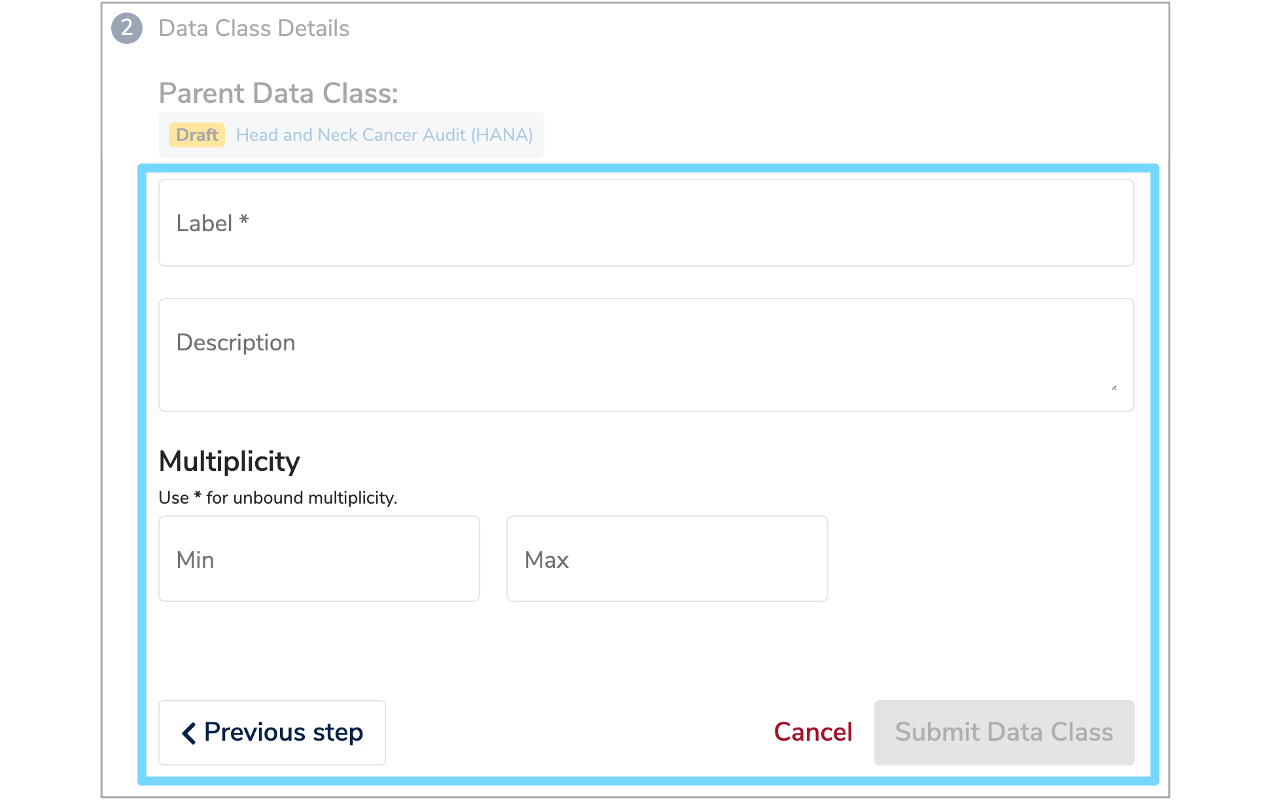 2 Data Class Details
Parent Data Class:
Draft Head and Neck Cancer Audit (HANA)
Label *
Description
Multiplicity
Use * for unbound multiplicity.
Min Max
Previous step Cancel Submit Data Class